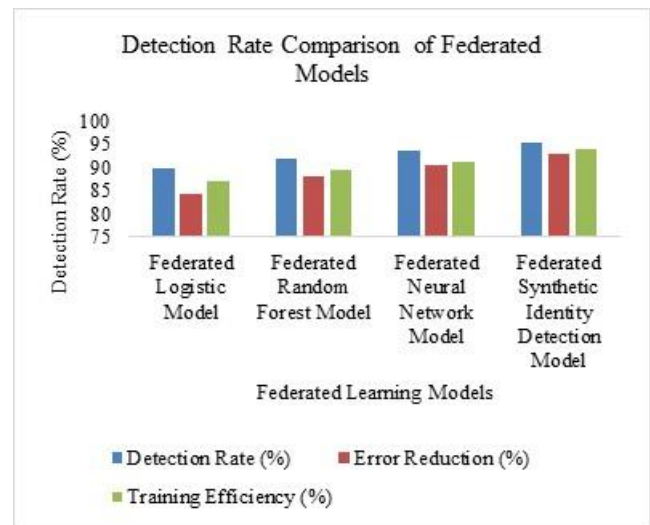 Detection Rate Comparison of Federated
Models
Detection Rate (%)
100
95
90
85
80
75
Federated
Logistic
Model
Federated
Random
Forest Model
Federated
Neural
Network
Model
Federated
Synthetic
Identity
Detection
Model
Federated Learning Models
Detection Rate (%)
Error Reduction (%)
Training Efficiency (%)